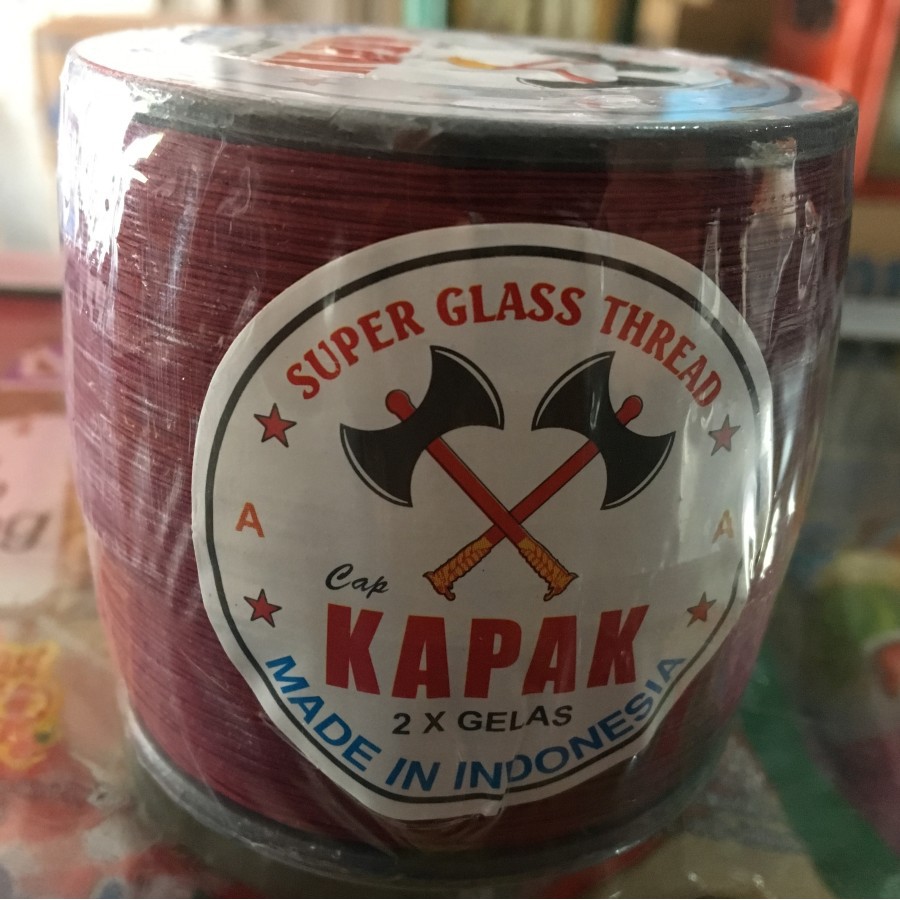 SUPER GLASS THREAD
A A
Cap
KAPAK
2 X GELAS
MADE IN INDONESIA